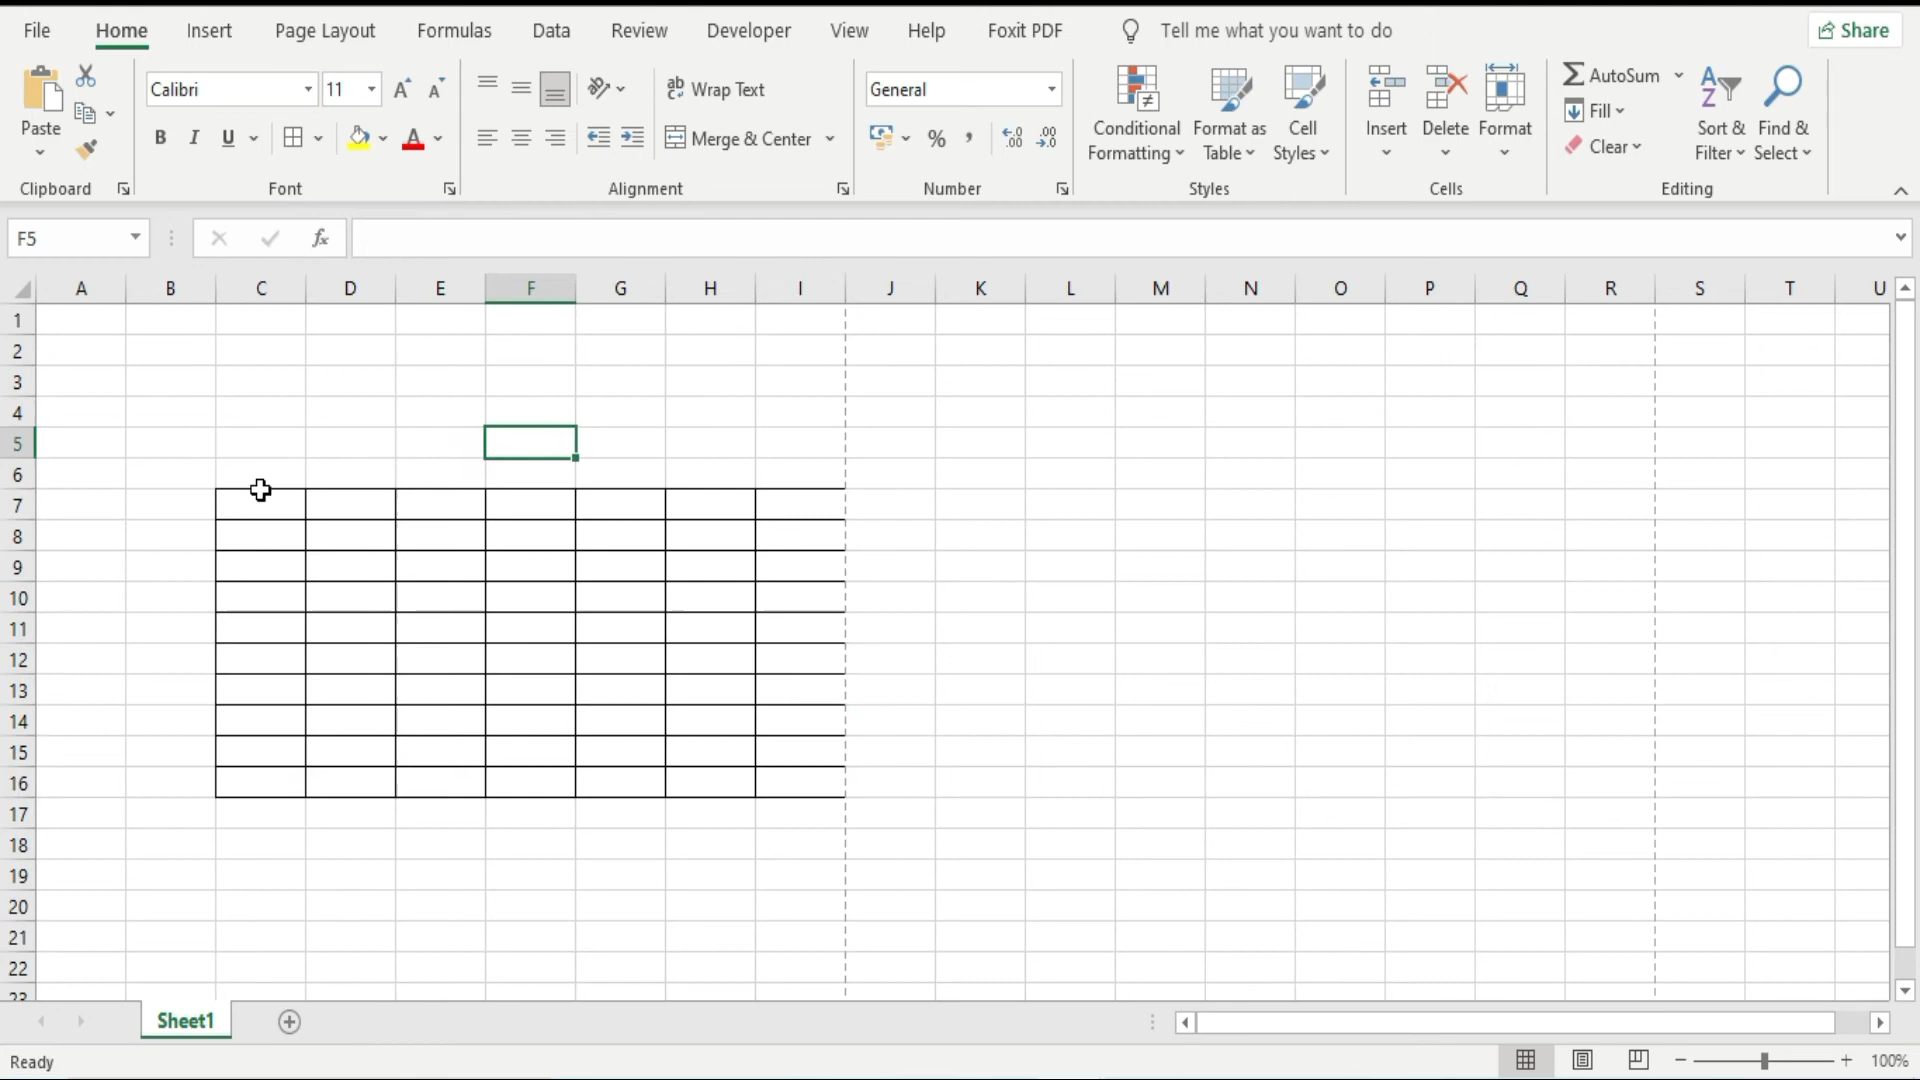 File Home Insert Page Layout Formulas Data Review Developer View Help Foxit PDF Tell me what you want to do Share
Calibri 11 Wrap Text General AutoSum
Paste Fill
B I U A Merge & Center % , Conditional Formatting Format as Table Cell Styles Insert Delete Format Clear Sort & Filter Find & Select
Clipboard Font Alignment Number Styles Cells Editing
F5 fx
A B C D E F G H I J K L M N O P Q R S T U
1
2
3
4
5
6
7
8
9
10
11
12
13
14
15
16
17
18
19
20
21
22
23
Sheet1
Ready 100%